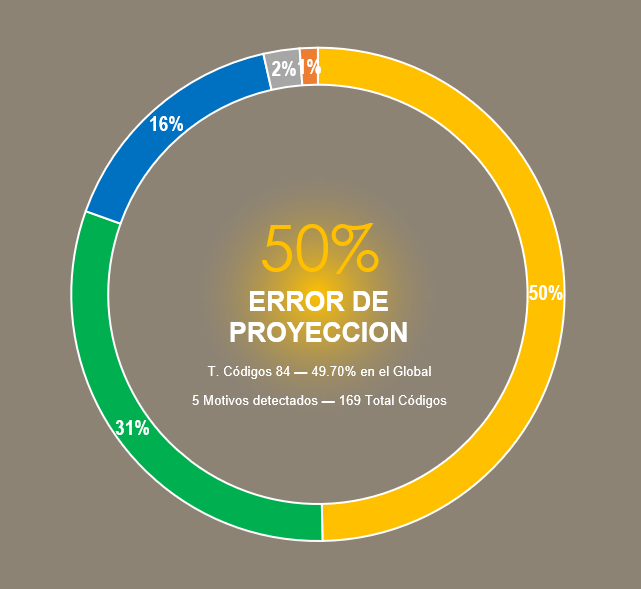 2%
1%
16%
50%
ERROR DE
PROYECCION
50%
T. Códigos 84 — 49.70% en el Global
5 Motivos detectados — 169 Total Códigos
31%